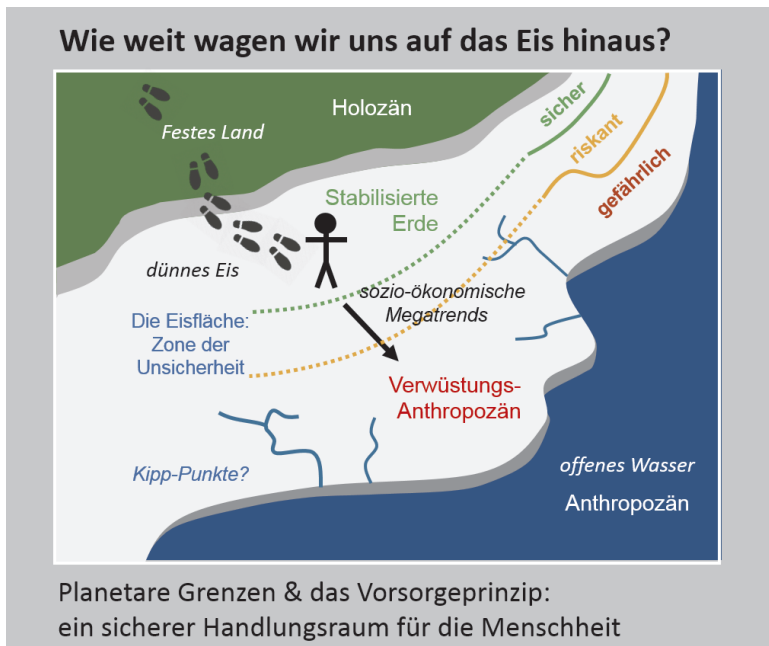 Wie weit wagen wir uns auf das Eis hinaus?
Holozän
Festes Land
sicher
riskant
gefährlich
Stabilisierte
Erde
dünnes Eis
sozio-ökonomische
Megatrends
Die Eisfläche:
Zone der
Unsicherheit
Verwüstungs-
Anthropozän
Kipp-Punkte?
offenes Wasser
Anthropozän
Planetare Grenzen & das Vorsorgeprinzip:
ein sicherer Handlungsraum für die Menschheit